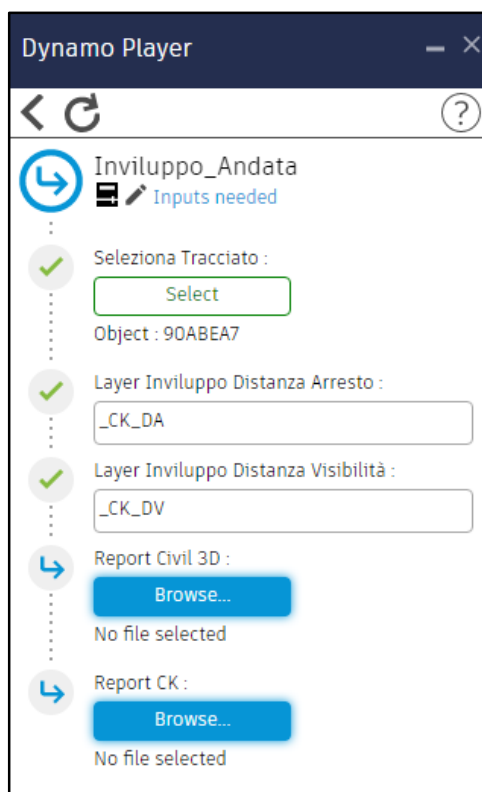 Dynamo Player
?
Inviluppo_Andata
Inputs needed
Seleziona Tracciato :
Select
Object : 90ABEA7
Layer Inviluppo Distanza Arresto :
_CK_DA
Layer Inviluppo Distanza Visibilità :
_CK_DV
Report Civil 3D :
Browse...
No file selected
Report CK :
Browse...
No file selected